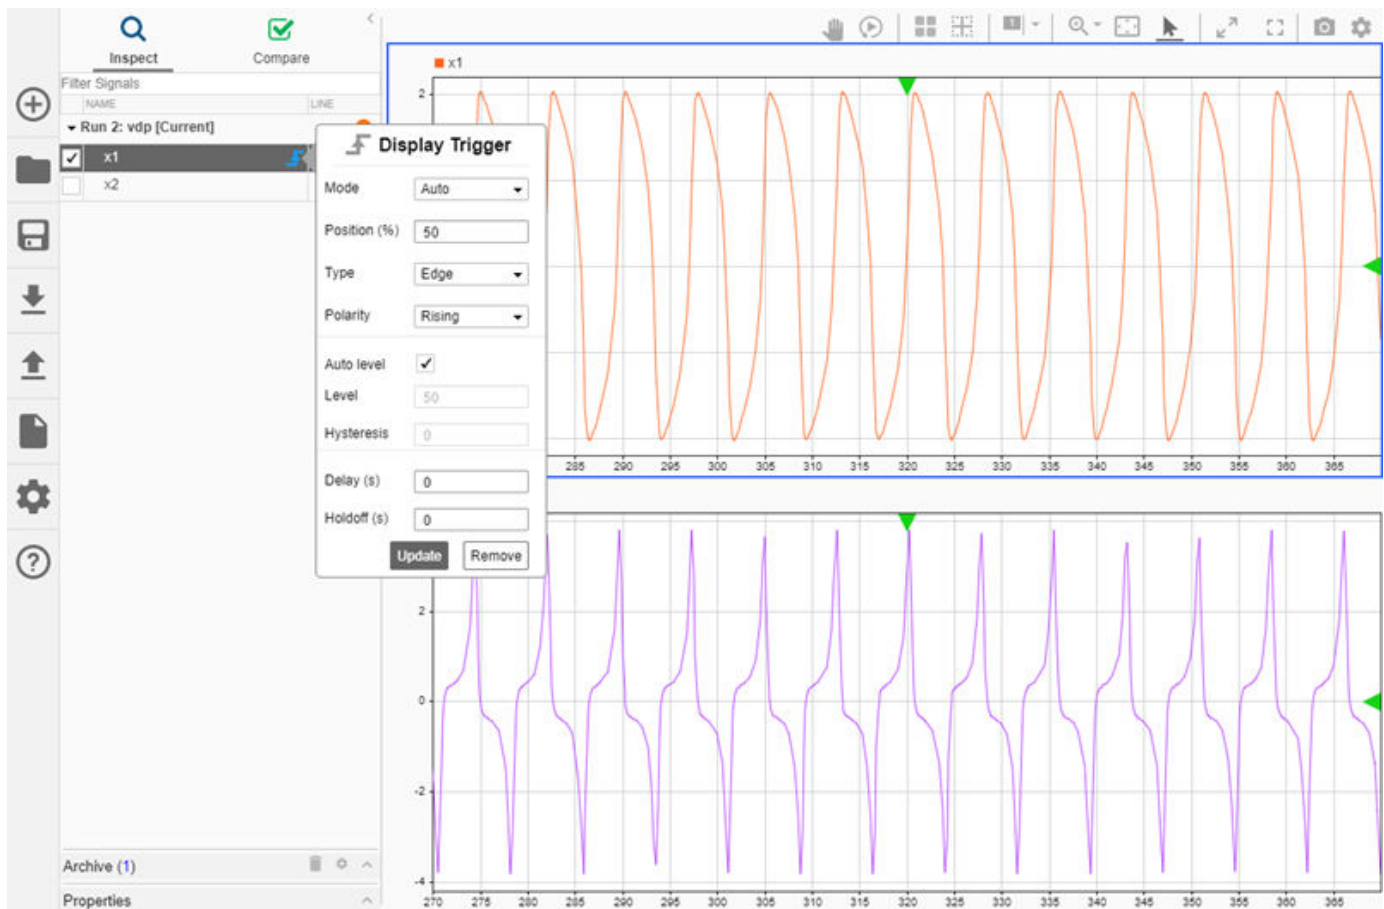 Inspect
Compare
Filter Signals
NAME
LINE
Run 2: vdp [Current]
x1
x2
Display Trigger
Mode
Auto
Position (%)
50
Type
Edge
Polarity
Rising
Auto level
Level
50
Hysteresis
0
Delay (s)
0
Holdoff (s)
0
Update
Remove
Archive (1)
Properties
1
x1
2
285 290 295 300 305 310 315 320 325 330 335 340 345 350 355 360 365
2
0
-2
-4
270 275 280 285 290 295 300 305 310 315 320 325 330 335 340 345 350 355 360 365